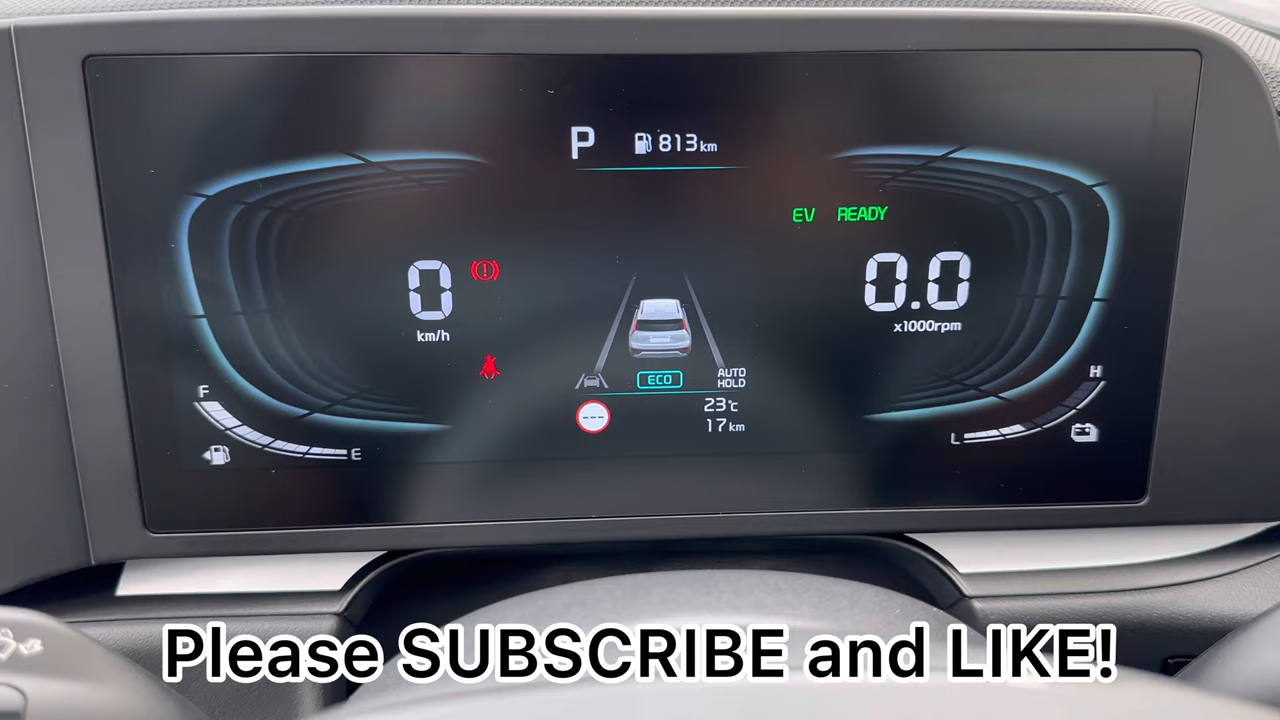 P 813km
EV READY
0
km/h
0.0
x1000rpm
ECO
AUTO
HOLD
---
23°C
17km
F
E
H
L
Please SUBSCRIBE and LIKE!